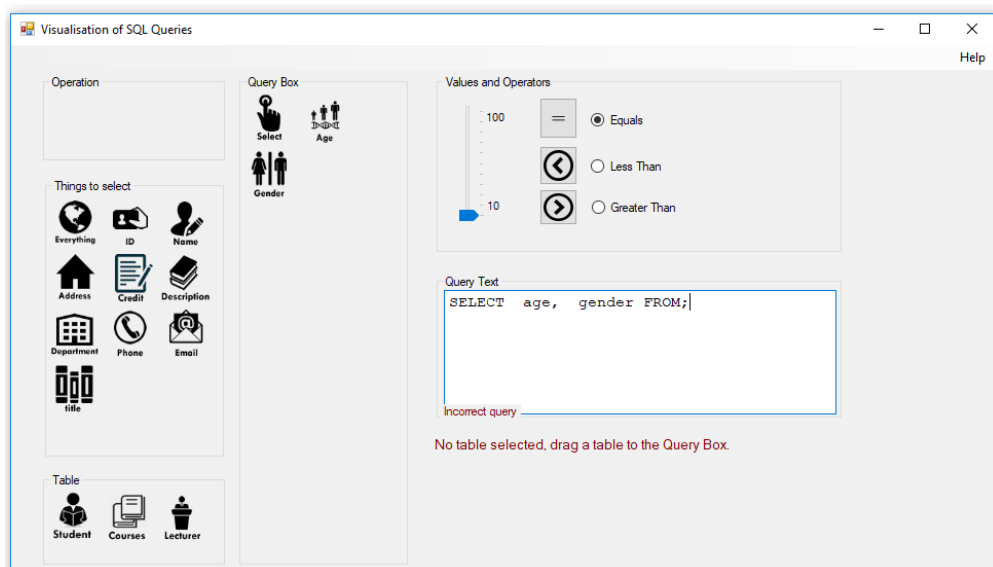 Visualisation of SQL Queries
Help
Operation
Things to select
Everything ID Name
Address Credit Description
Department Phone Email
title
Table
Student Courses Lecturer
Query Box
Select Age
Gender
Values and Operators
100
10
= Equals
Less Than
Greater Than
Query Text
SELECT  age,  gender FROM;
Incorrect query
No table selected, drag a table to the Query Box.